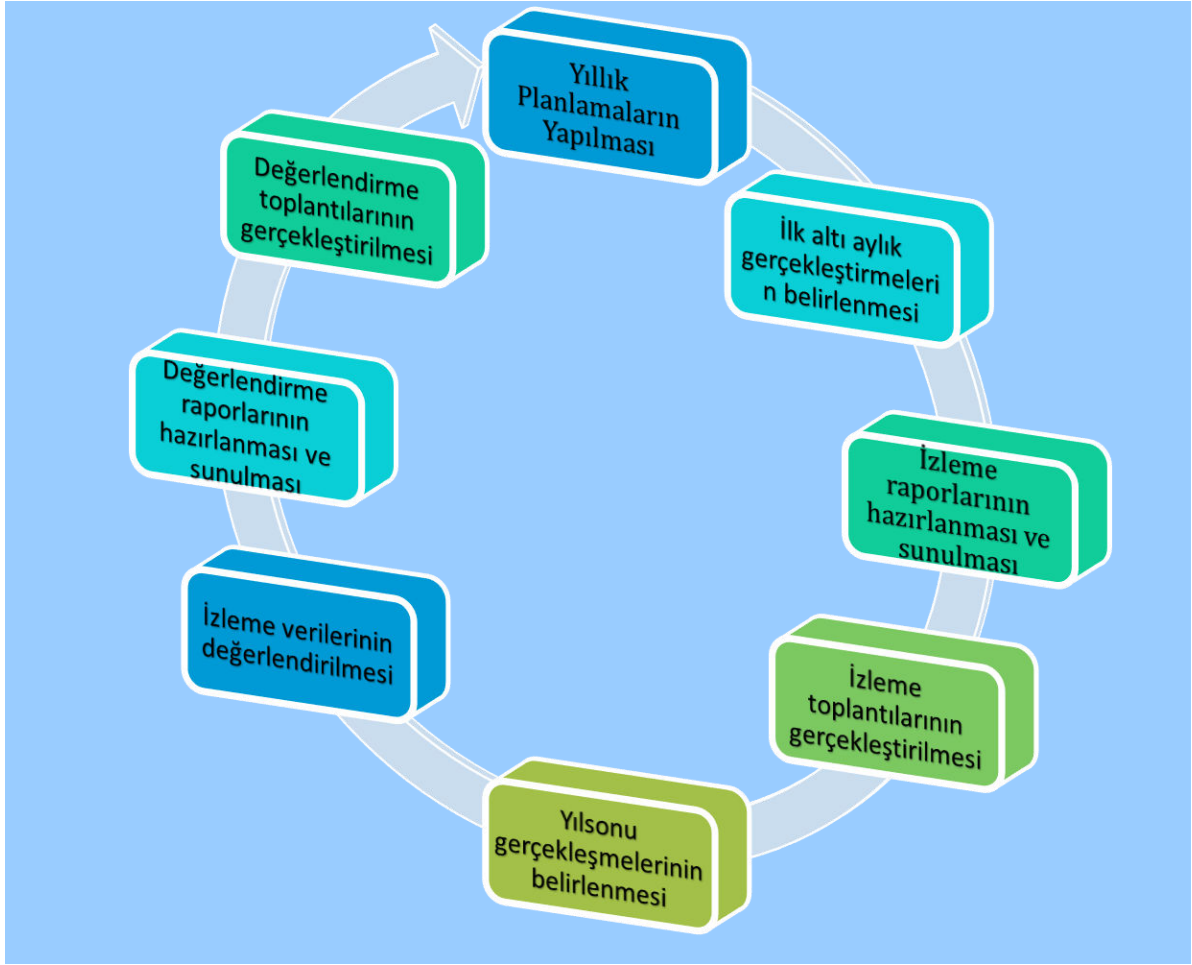 Yıllık
Planlamaların
Yapılması
İlk altı aylık
gerçekleştirmeleri
n belirlenmesi
İzleme
raporlarının
hazırlanması ve
sunulması
İzleme
toplantılarının
gerçekleştirilmesi
Yılsonu
gerçekleşmelerinin
belirlenmesi
İzleme verilerinin
değerlendirilmesi
Değerlendirme
raporlarının
hazırlanması ve
sunulması
Değerlendirme
toplantılarının
gerçekleştirilmesi